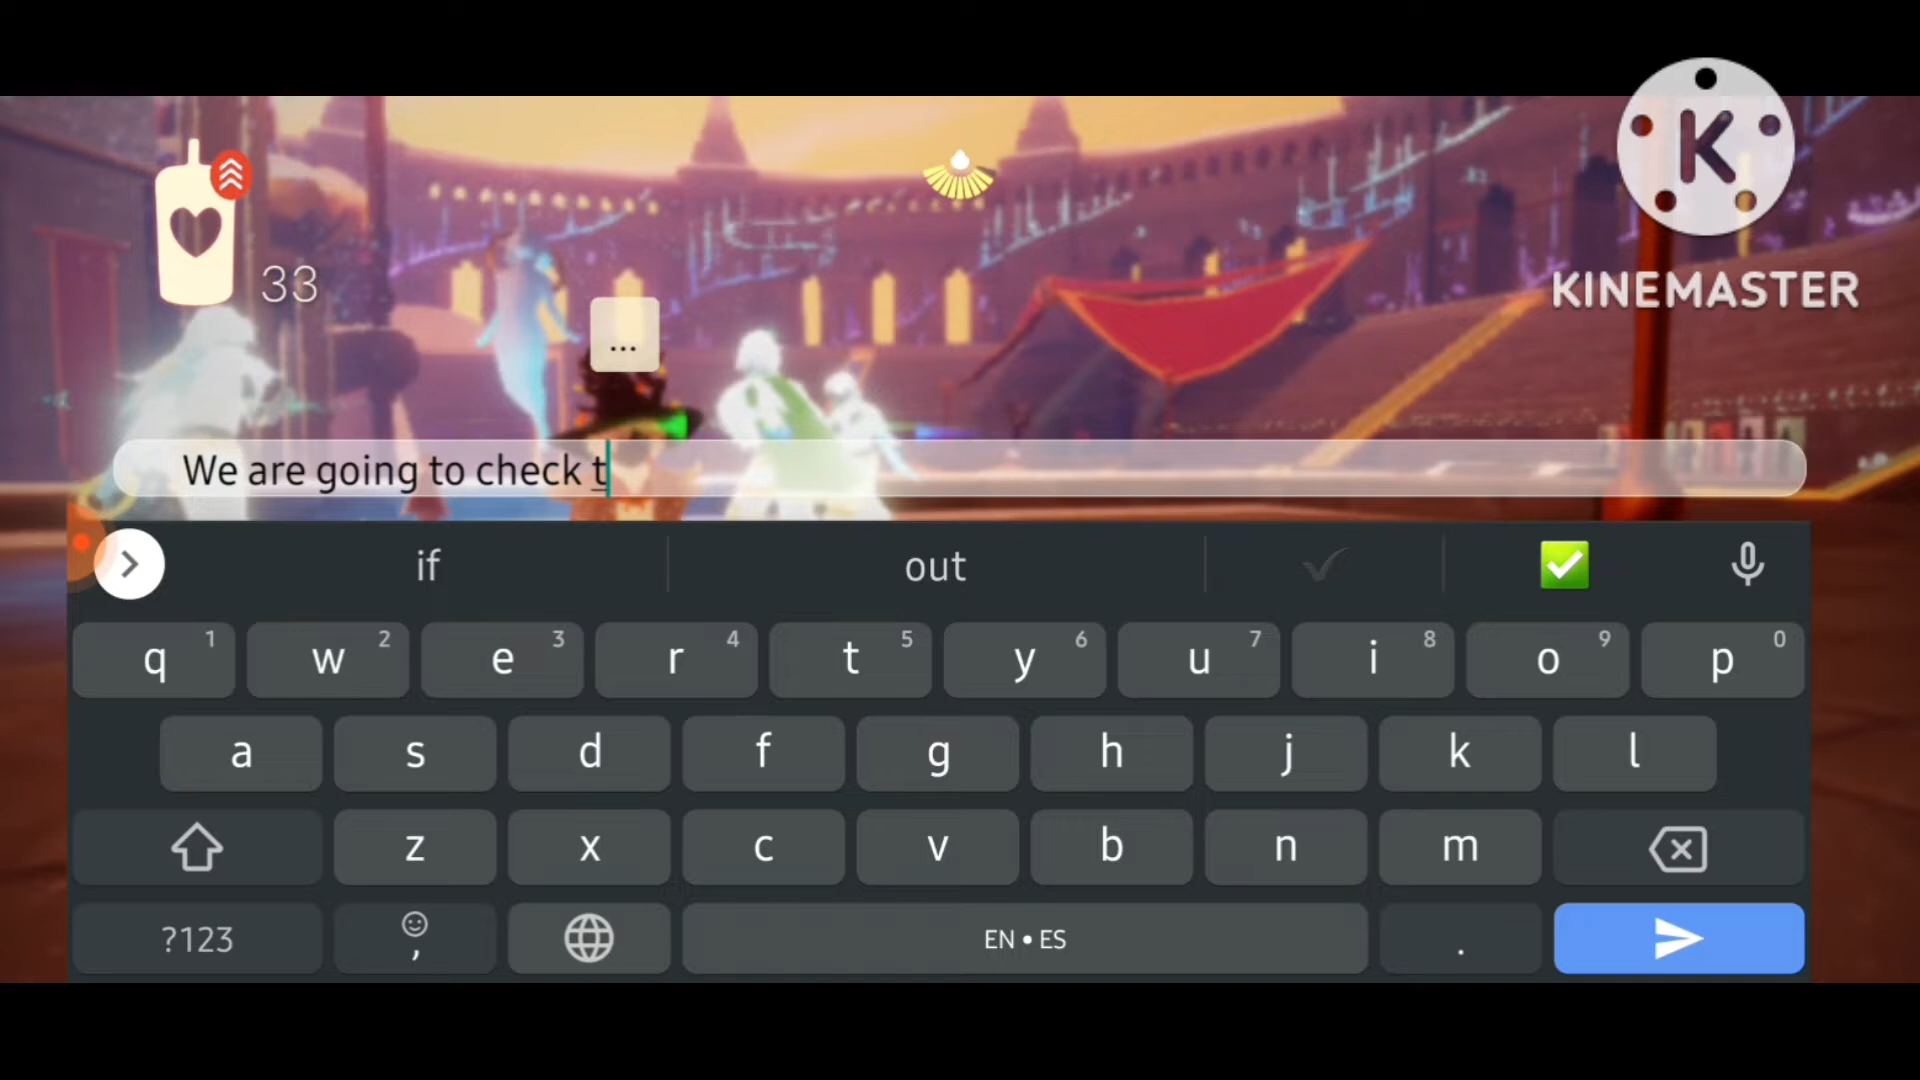 K
KINEMASTER
33
...
We are going to check t
if out
q 1 w 2 e 3 r 4 t 5 y 6 u 7 i 8 o 9 p 0
a s d f g h j k l
z x c v b n m
?123 , EN • ES .